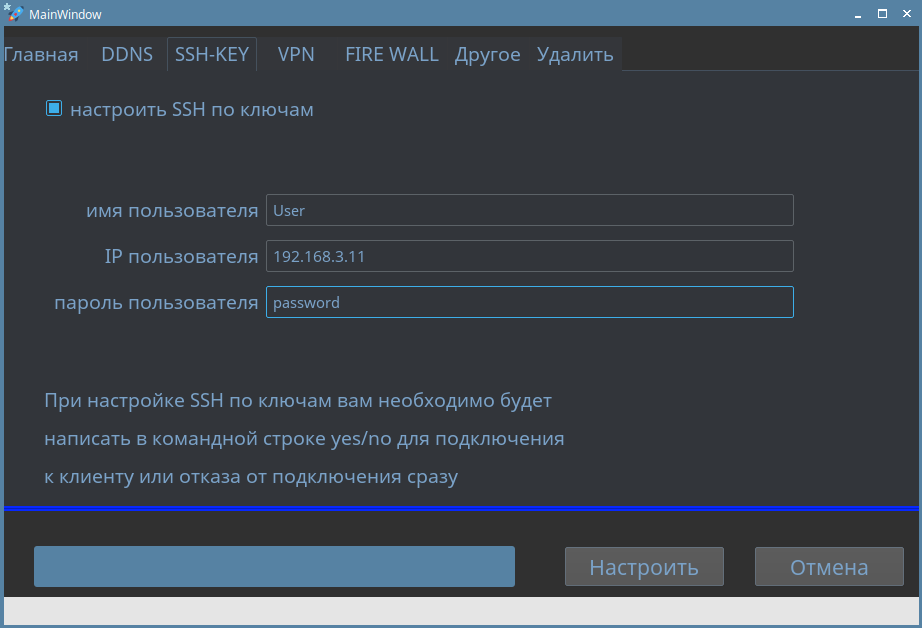 MainWindow
Главная DDNS SSH-KEY VPN FIRE WALL Другое Удалить
настроить SSH по ключам
имя пользователя User
IP пользователя 192.168.3.11
пароль пользователя password
При настройке SSH по ключам вам необходимо будет
написать в командной строке yes/no для подключения
к клиенту или отказа от подключения сразу
Настроить Отмена